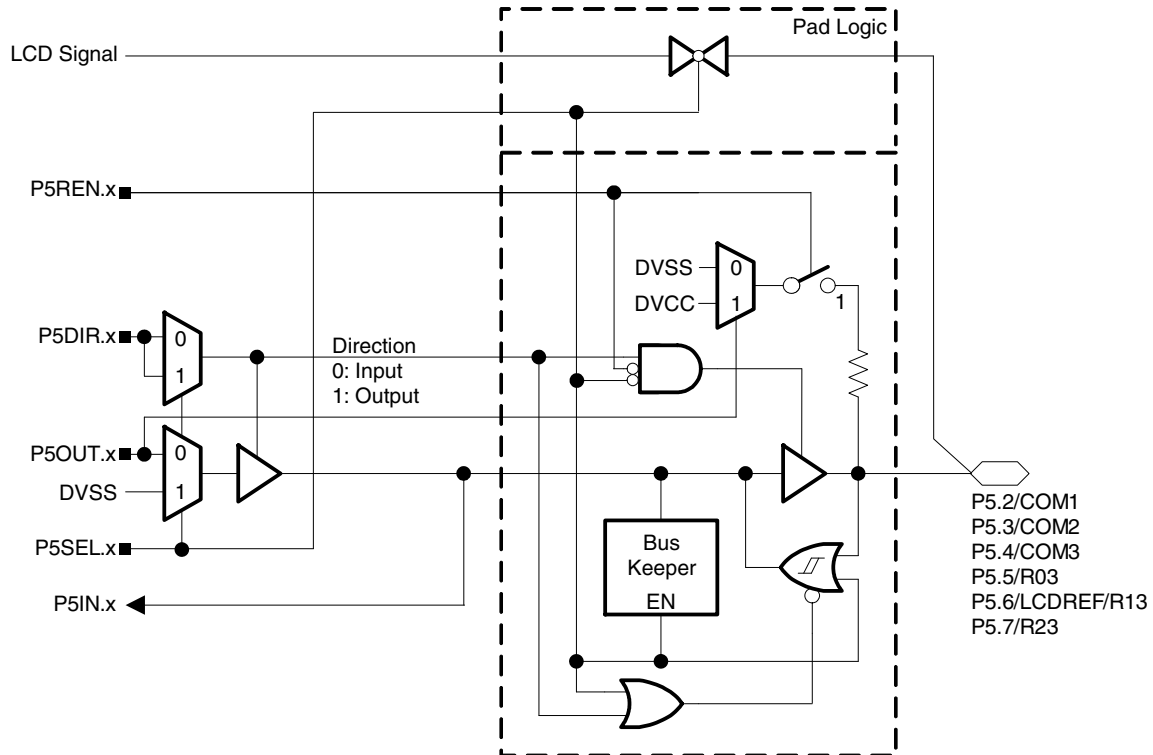 Pad Logic
LCD Signal
P5REN.x
DVSS
0
DVCC
1
1
P5DIR.x
0
1
Direction
0: Input
1: Output
P5OUT.x
0
DVSS
1
P5SEL.x
P5IN.x
Bus
Keeper
EN
P5.2/COM1
P5.3/COM2
P5.4/COM3
P5.5/R03
P5.6/LCDREF/R13
P5.7/R23